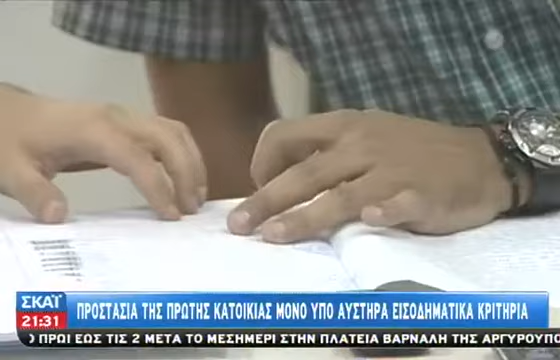 ΣΚΑΪ
ΠΡΟΣΤΑΣΙΑ ΤΗΣ ΠΡΩΤΗΣ ΚΑΤΟΙΚΙΑΣ ΜΟΝΟ ΥΠΟ ΑΥΣΤΗΡΑ ΕΙΣΟΔΗΜΑΤΙΚΑ ΚΡΙΤΗΡΙΑ
21:31
Ο ΠΡΩΙ ΕΩΣ ΤΙΣ 2 ΜΕΤΑ ΤΟ ΜΕΣΗΜΕΡΙ ΣΤΗΝ ΠΛΑΤΕΙΑ ΒΑΡΝΑΛΗ ΤΗΣ ΑΡΓΥΡΟΥΠ